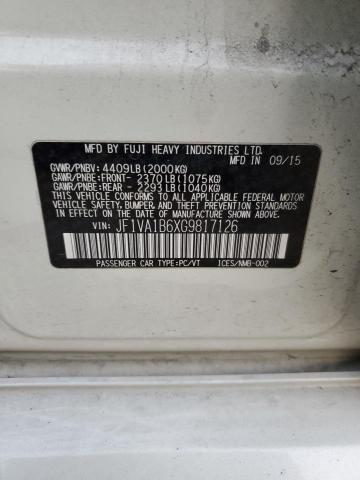 MFD BY FUJI HEAVY INDUSTRIES LTD.
MFD IN 09/15
GVWR/PNBV: 4409LB(2000KG)
GAWR/PNBE:FRONT- 2370LB(1075KG)
GAWR/PNBE:REAR - 2293LB(1040KG)
THIS VEHICLE CONFORMS TO ALL APPLICABLE FEDERAL MOTOR
VEHICLE SAFETY, BUMPER, AND THEFT PREVENTION STANDARDS
IN EFFECT ON THE DATE OF MANUFACTURE SHOWN ABOVE.
VIN: JF1VA1B6XG9817126
PASSENGER CAR TYPE:PC/VT ICES/NMB-002